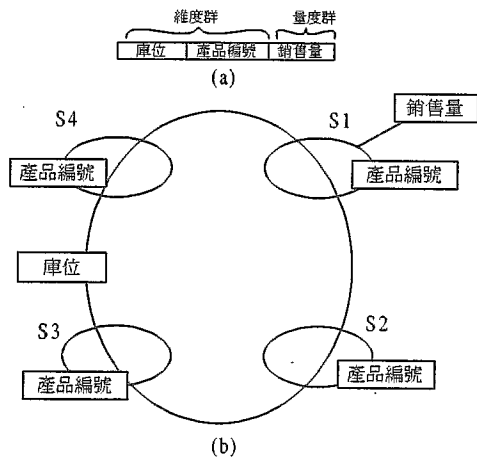 維度群 量度群
庫位 產品編號 銷售量
(a)
S4 S1 銷售量
產品編號 產品編號
庫位
S3 S2
產品編號 產品編號
(b)